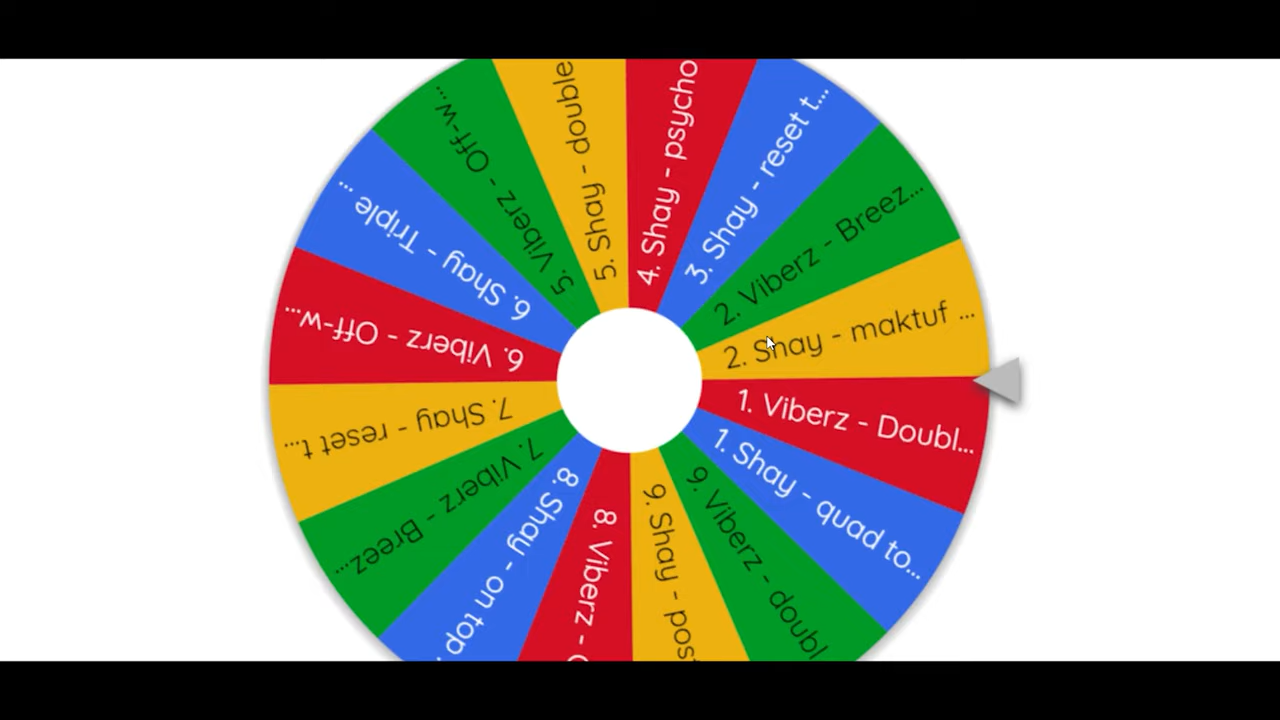 1. Shay - quad to...
1. Viberz - Doubl...
2. Shay - maktuf ...
2. Viberz - Breez...
3. Shay - reset t...
4. Shay - psycho
5. Shay - double
5. Viberz - Off-w...
6. Shay - Triple ...
6. Viberz - Off-w...
7. Shay - reset t...
7. Viberz - Breez...
8. Shay - on top.
8. Viberz -
9. Shay - pos
9. Viberz - doubl